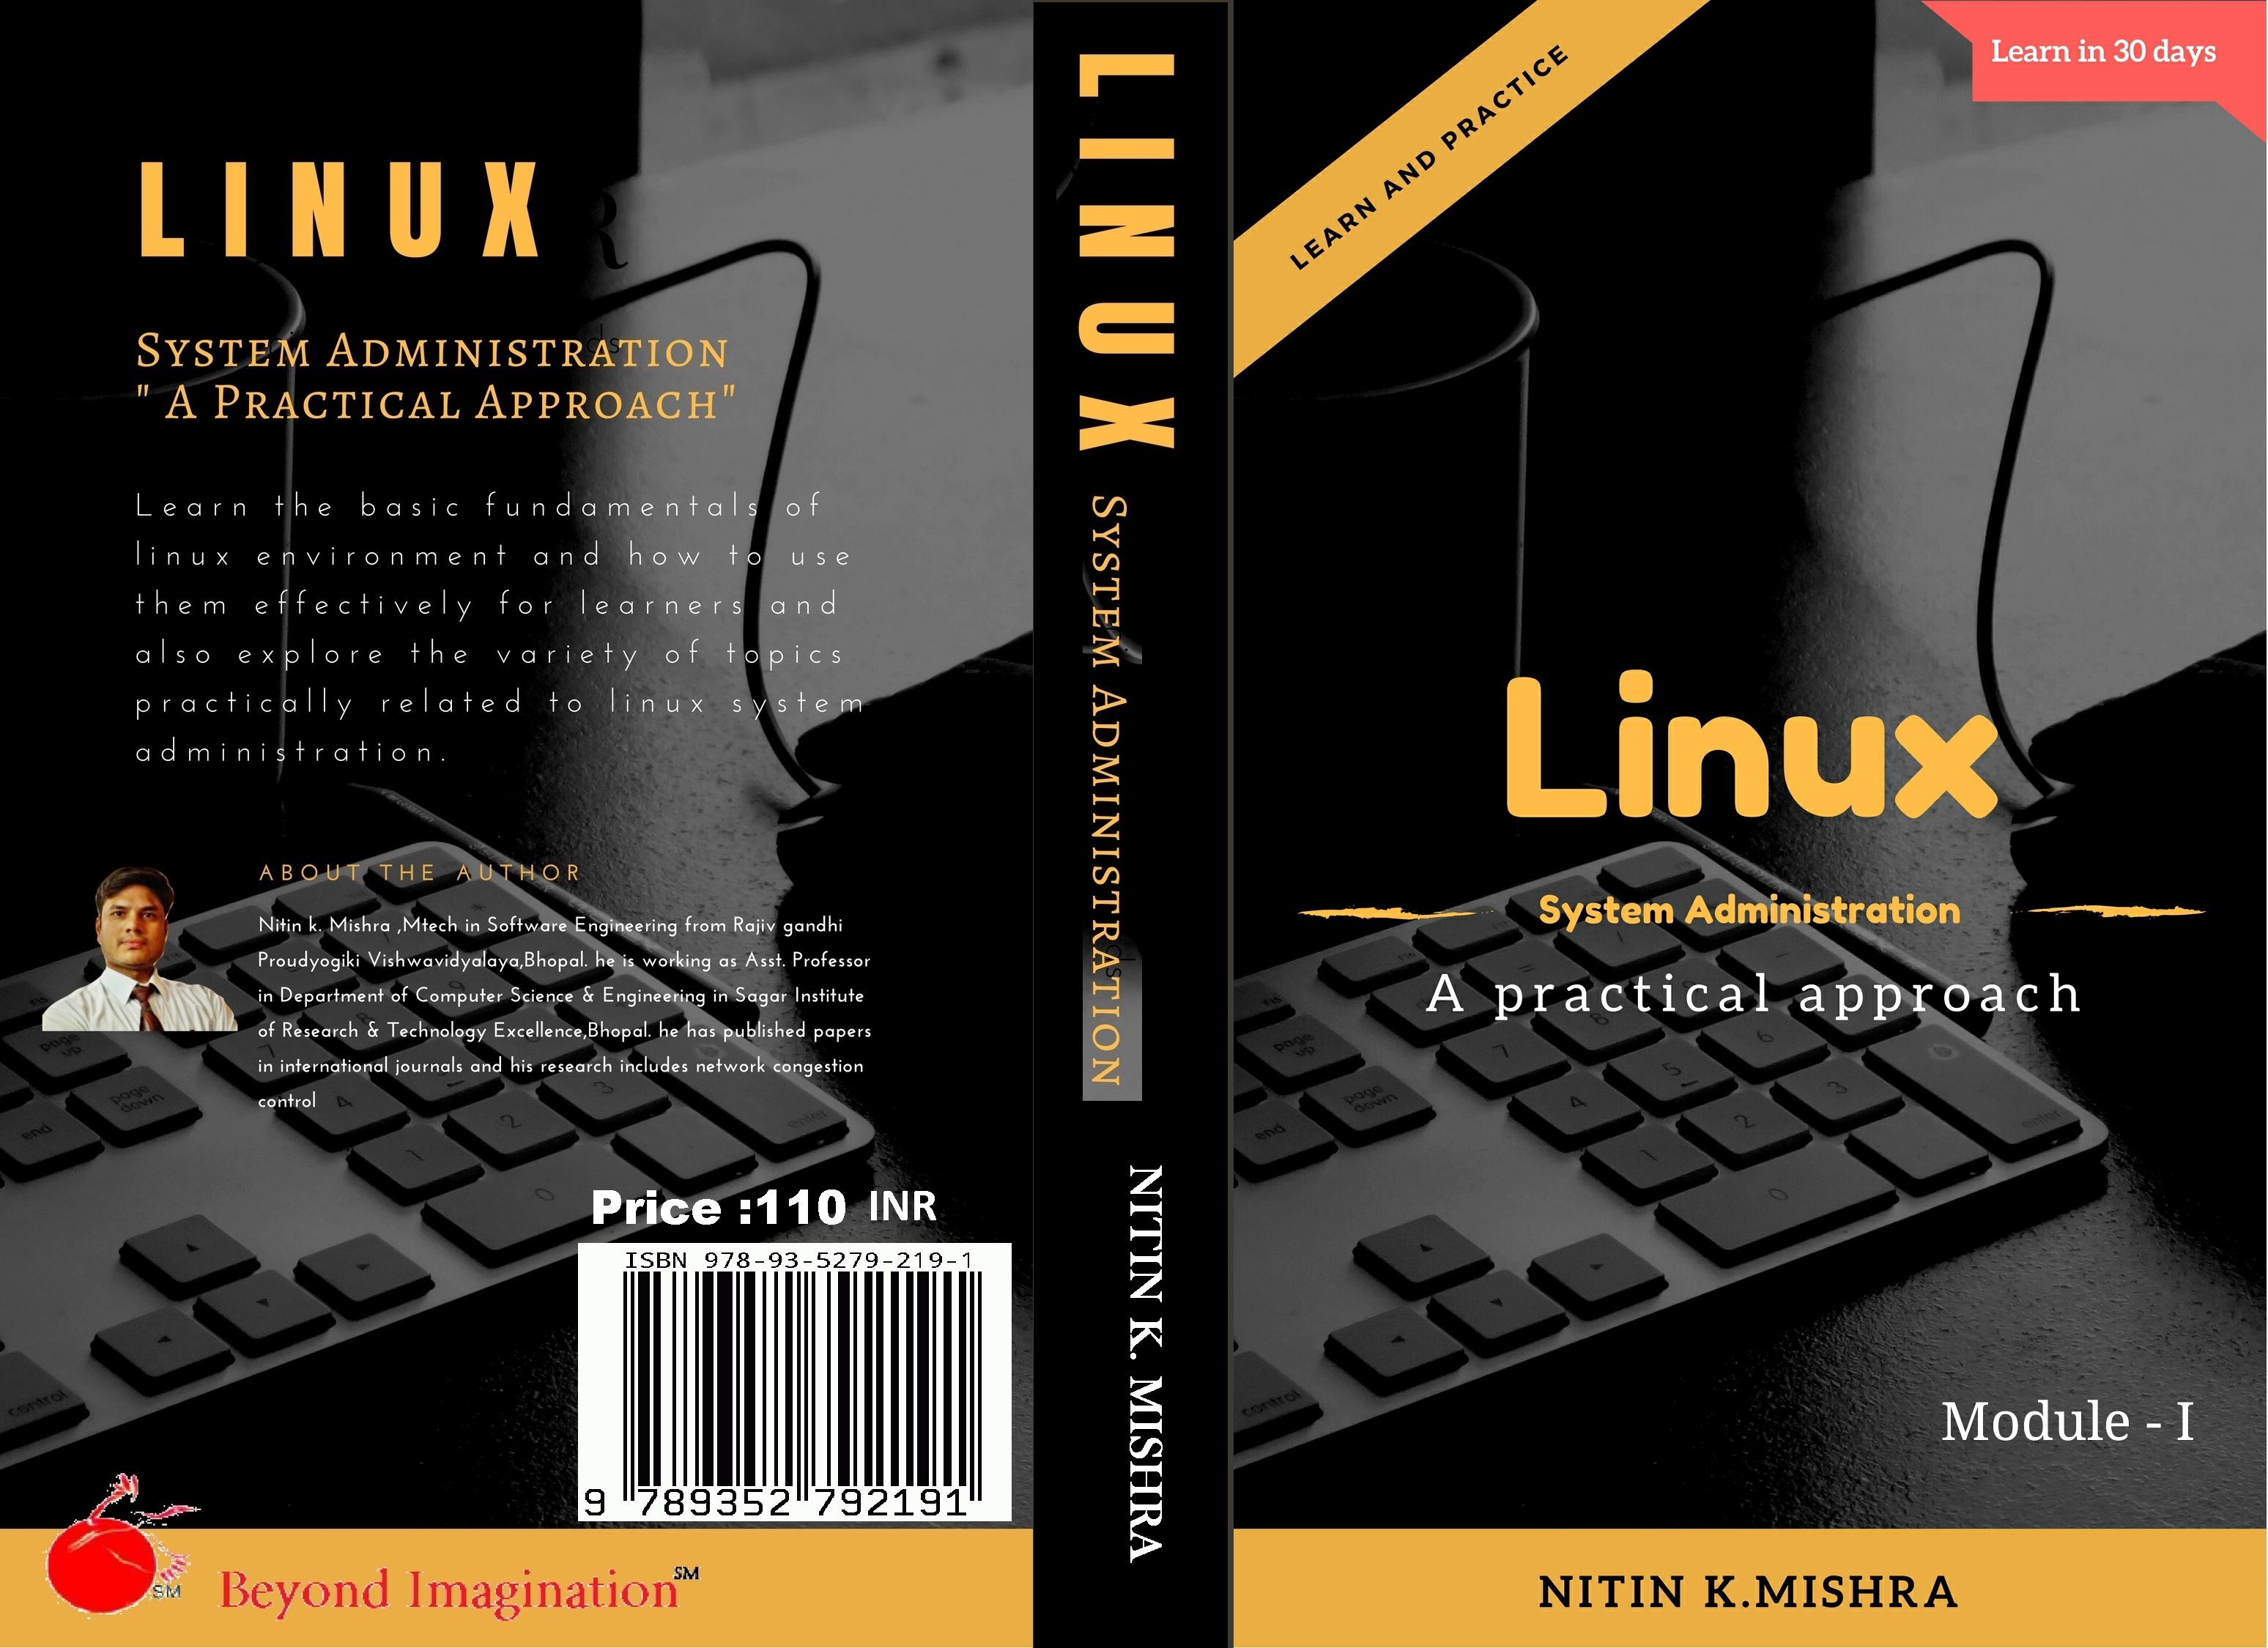 LINUX
System Administration
" A Practical Approach"
Learn the basic fundamentals of
linux environment and how to use
them effectively for learners and
also explore the variety of topics
practically related to linux system
administration.
ABOUT THE AUTHOR
Nitin k. Mishra ,Mtech in Software Engineering from Rajiv gandhi
Proudyogiki Vishwavidyalaya,Bhopal. he is working as Asst. Professor
in Department of Computer Science & Engineering in Sagar Institute
of Research & Technology Excellence,Bhopal. he has published papers
in international journals and his research includes network congestion
control
Price :110 INR
ISBN 978-93-5279-219-1
9 789352 792191
SM
Beyond Imagination SM
LINUX
System Administration
NITIN K. MISHRA
LEARN AND PRACTICE
Learn in 30 days
Linux
System Administration
A practical approach
Module - I
NITIN K.MISHRA